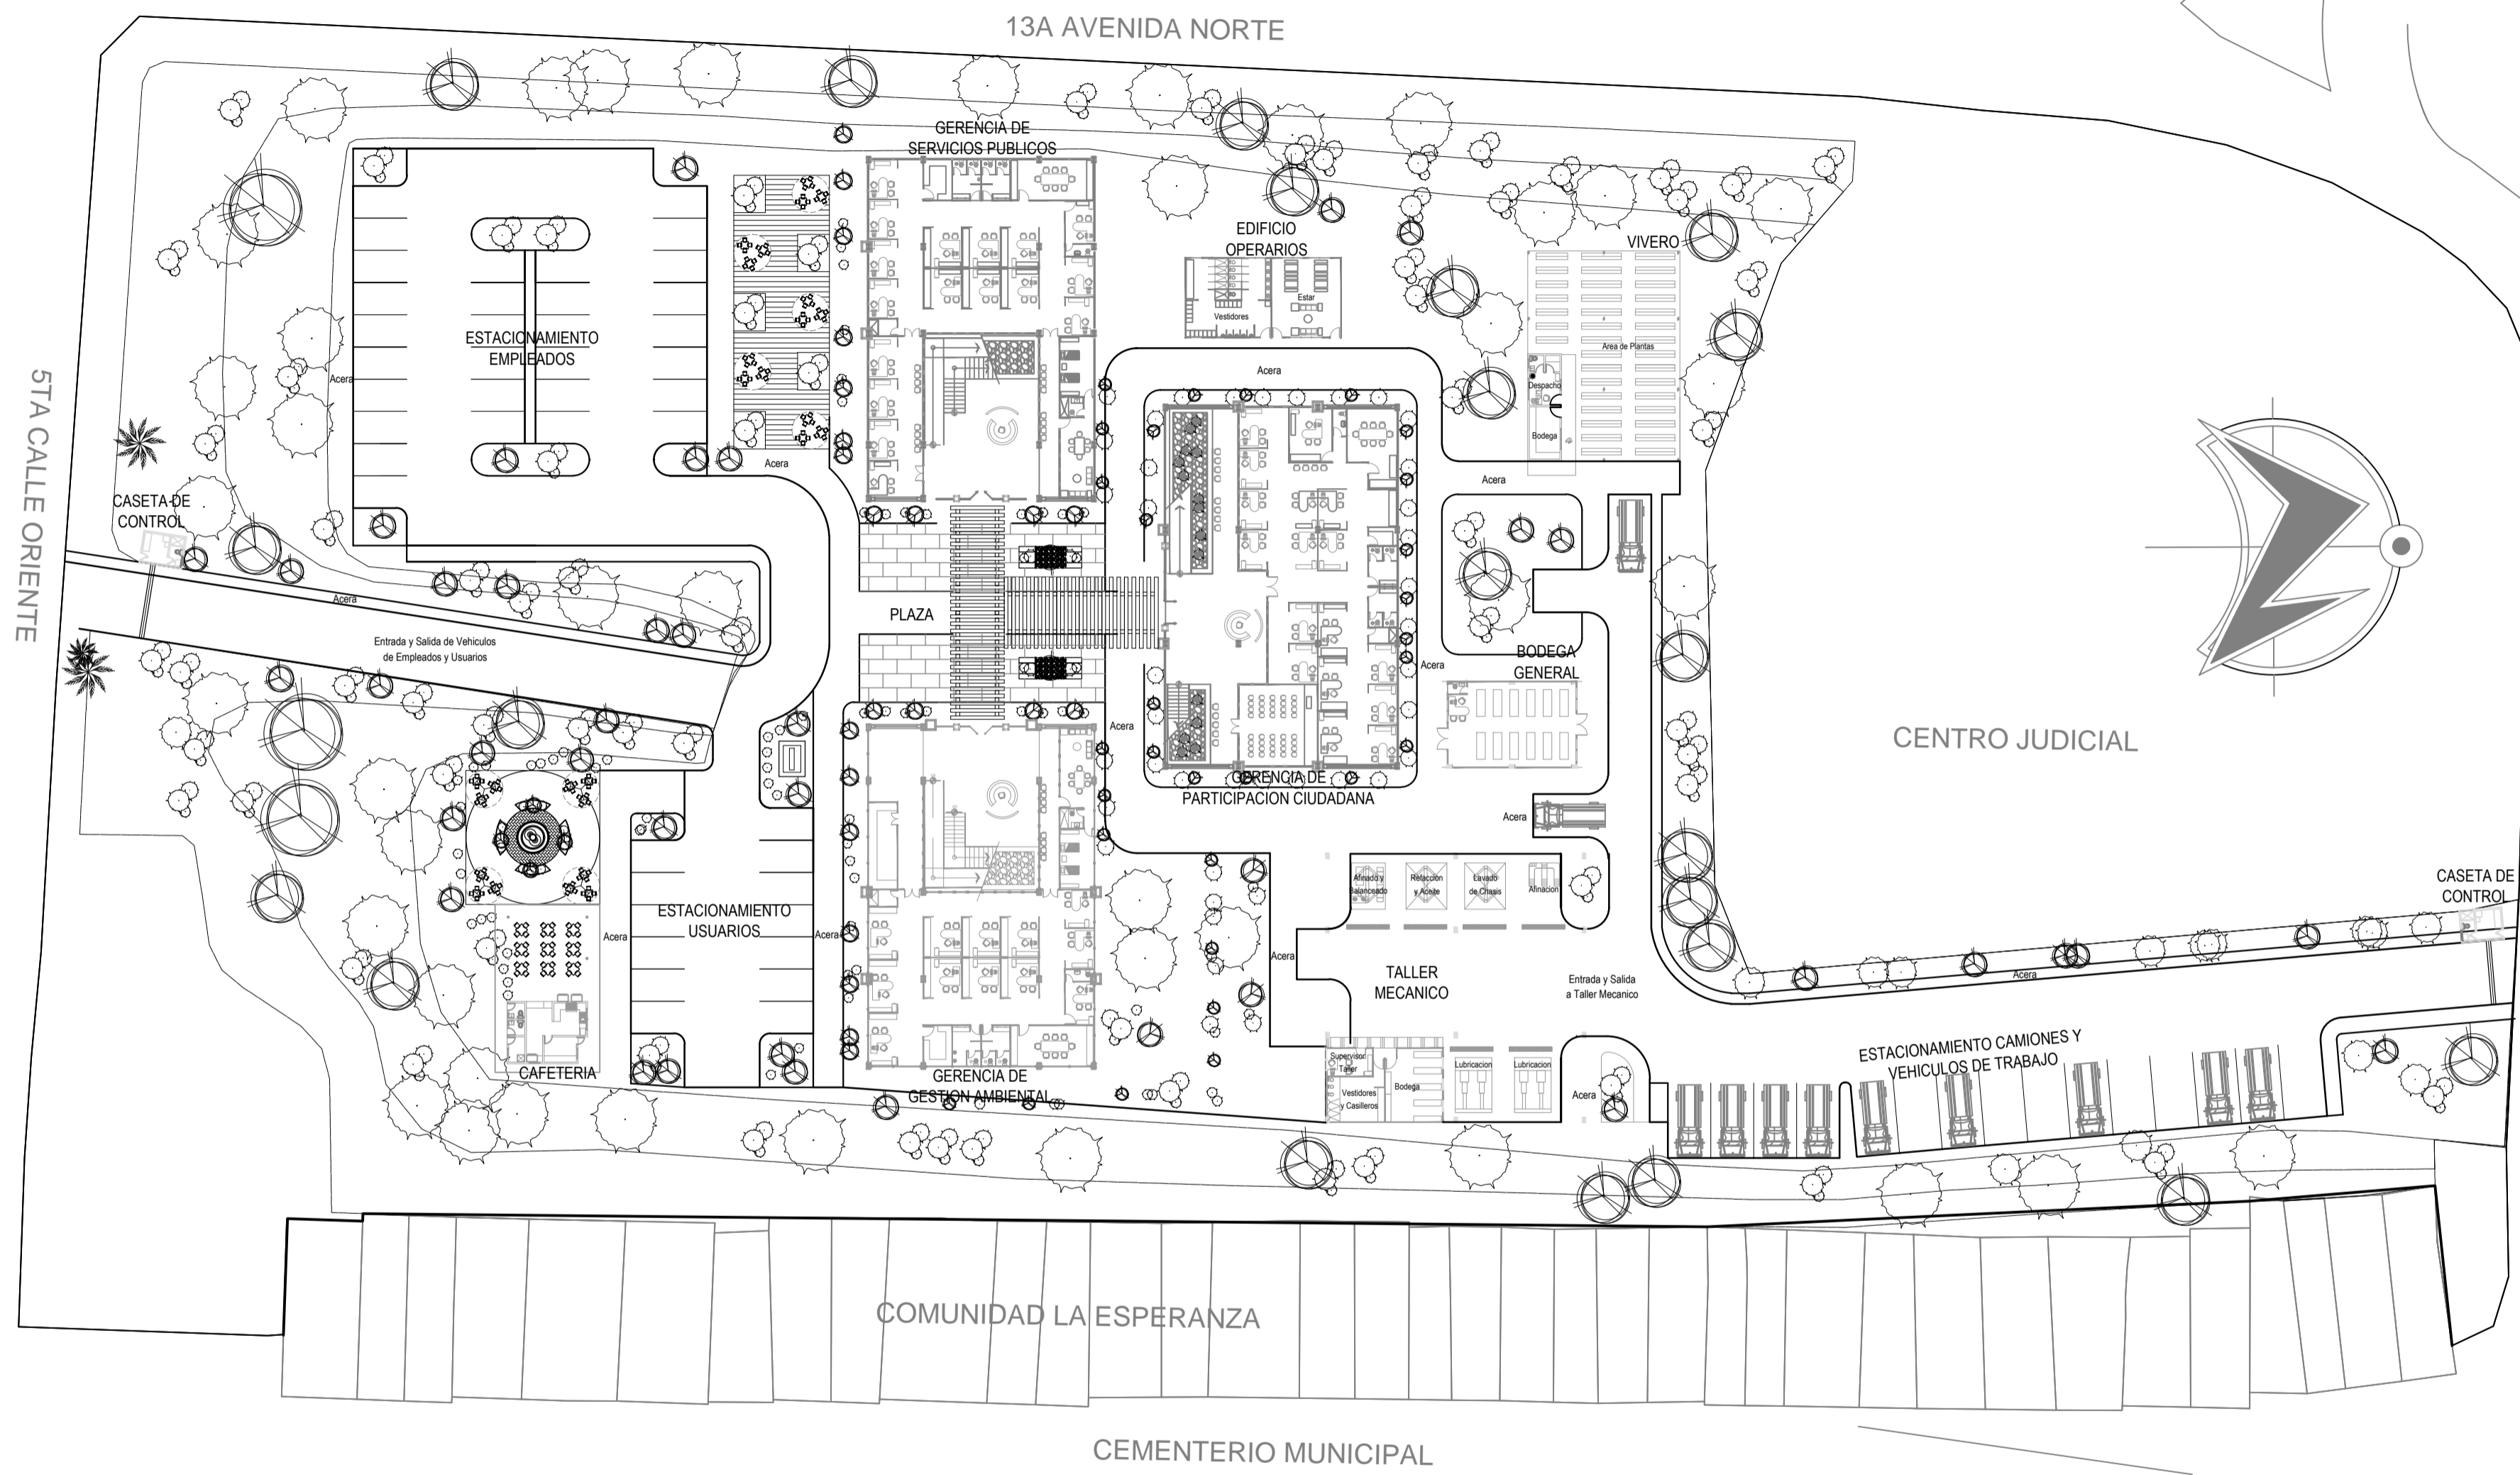 13A AVENIDA NORTE
GERENCIA DE
SERVICIOS PUBLICOS
EDIFICIO
OPERARIOS
Vestidores
Estar
VIVERO
Area de Plantas
Despacho
Bodega
ESTACIONAMIENTO
EMPLEADOS
Acera
Acera
Acera
Acera
5TA CALLE ORIENTE
CASETA DE
CONTROL
Acera
Entrada y Salida de Vehiculos
de Empleados y Usuarios
PLAZA
Acera
Acera
BODEGA
GENERAL
CENTRO JUDICIAL
GERENCIA DE
PARTICIPACION CIUDADANA
Acera
Afinado y
Balanceado
Refaccion
y Aceite
Lavado
de Chasis
Afinacion
CASETA DE
CONTROL
ESTACIONAMIENTO
USUARIOS
Acera
Acera
Acera
TALLER
MECANICO
Entrada y Salida
a Taller Mecanico
Acera
ESTACIONAMIENTO CAMIONES Y
VEHICULOS DE TRABAJO
Supervisor
Taller
Vestidores
y Casilleros
Bodega
Lubricacion
Lubricacion
Acera
CAFETERIA
GERENCIA DE
GESTION AMBIENTAL
COMUNIDAD LA ESPERANZA
CEMENTERIO MUNICIPAL